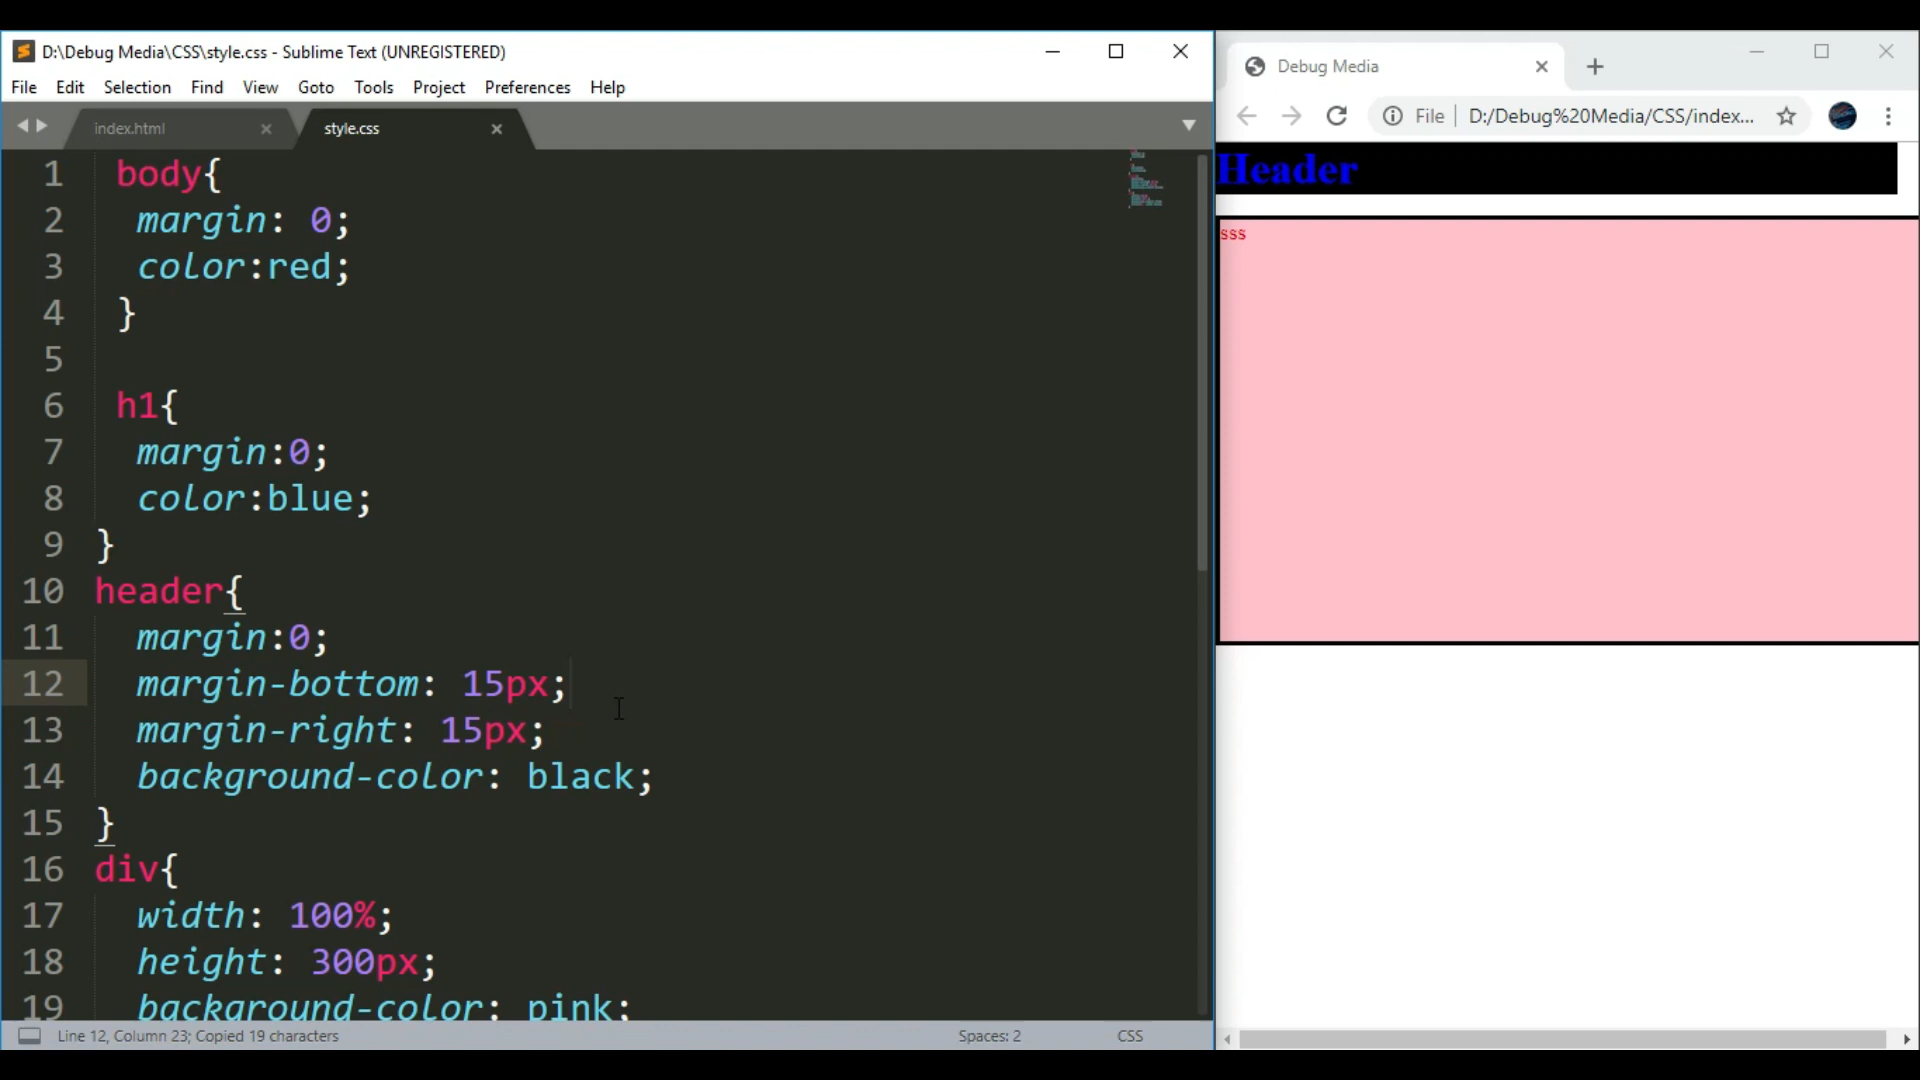 D:\Debug Media\CSS\style.css - Sublime Text (UNREGISTERED)
File Edit Selection Find View Goto Tools Project Preferences Help
index.html style.css
1 body{
2 margin: 0;
3 color:red;
4 }
5
6 h1{
7 margin:0;
8 color:blue;
9 }
10 header{
11 margin:0;
12 margin-bottom: 15px;
13 margin-right: 15px;
14 background-color: black;
15 }
16 div{
17 width: 100%;
18 height: 300px;
19 background-color: pink;
Line 12, Column 23; Copied 19 characters
Spaces: 2
CSS
Debug Media
File D:/Debug%20Media/CSS/index...
Header
sss